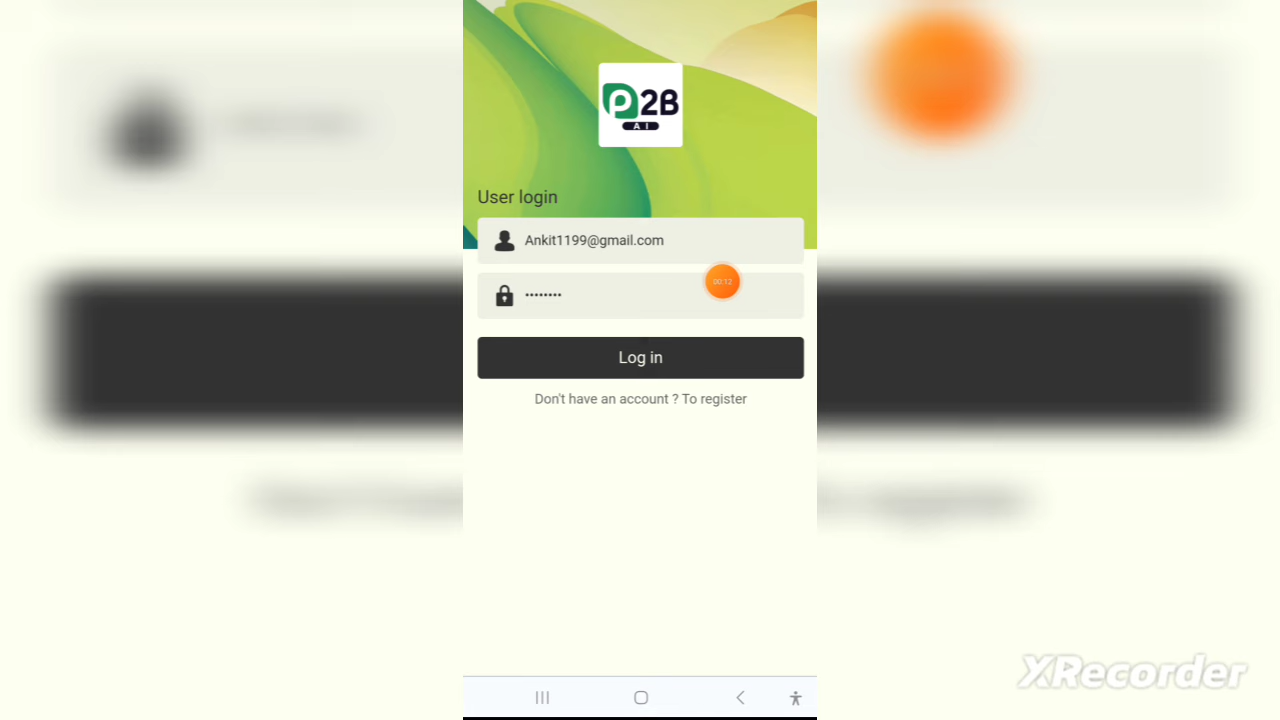 P2B
AI
User login
Ankit1199@gmail.com
00:12
••••••••
Log in
Don't have an account ? To register
XRecorder